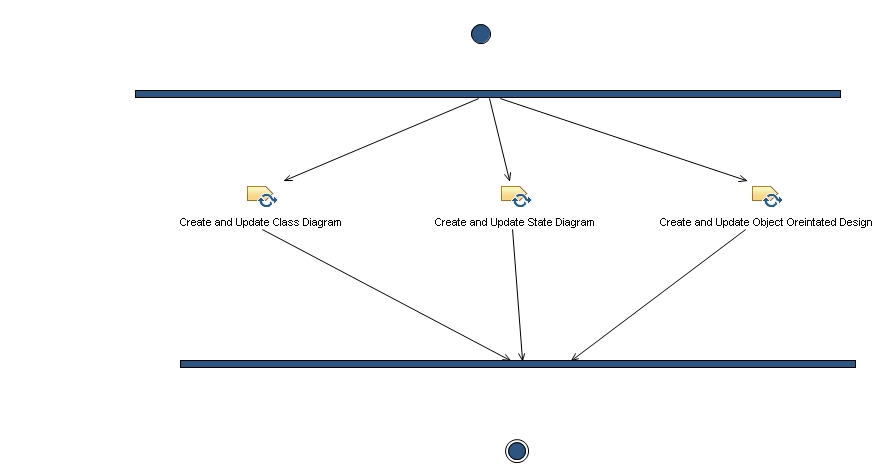 Create and Update Class Diagram
Create and Update State Diagram
Create and Update Object Oreintated Design